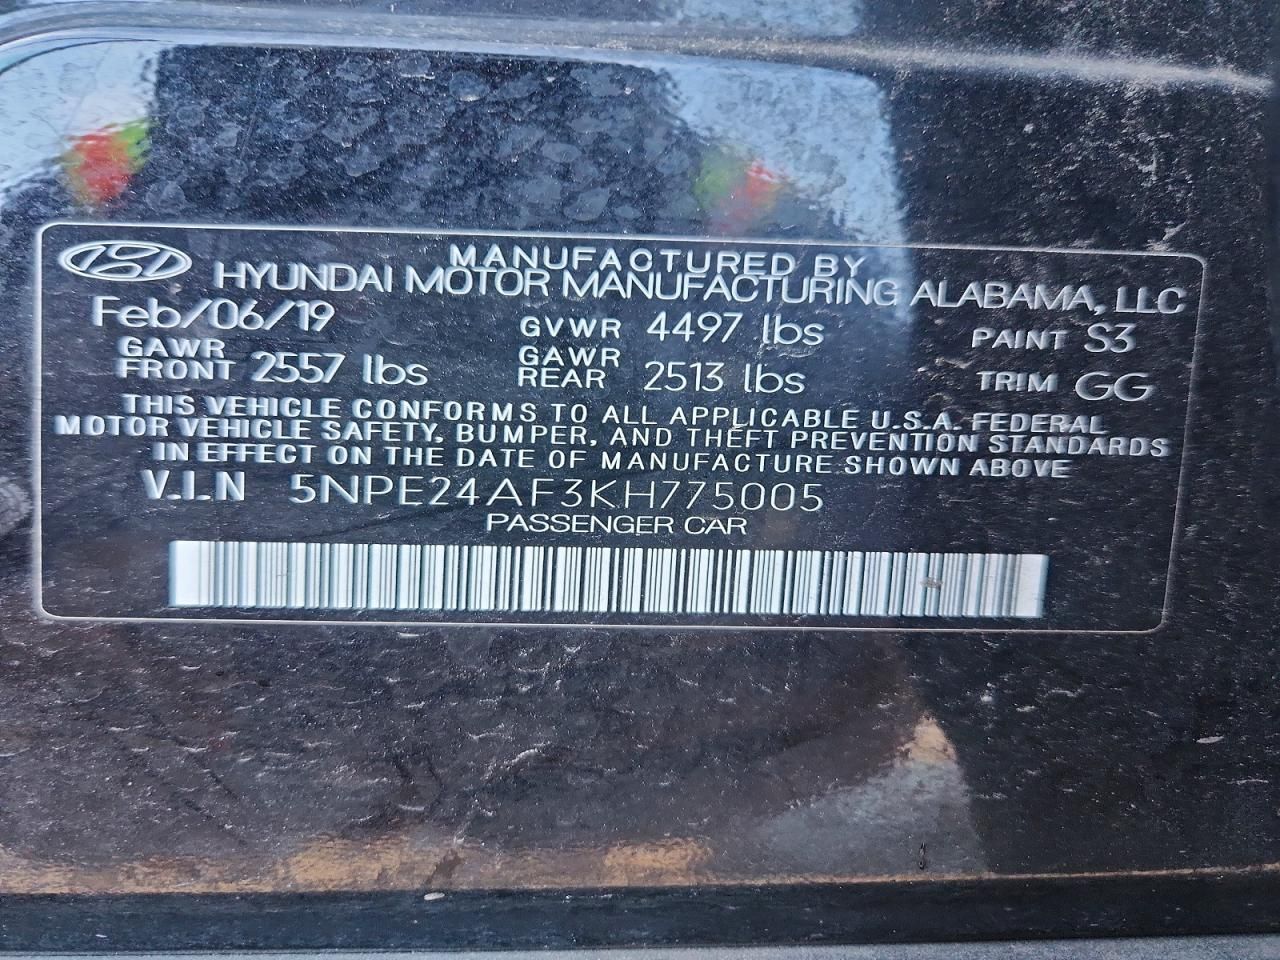 MANUFACTURED BY
HYUNDAI MOTOR MANUFACTURING ALABAMA, LLC
Feb/06/19 GVWR 4497 lbs PAINT S3
GAWR FRONT 2557 lbs GAWR REAR 2513 lbs TRIM GG
THIS VEHICLE CONFORMS TO ALL APPLICABLE U.S.A. FEDERAL
MOTOR VEHICLE SAFETY, BUMPER, AND THEFT PREVENTION STANDARDS
IN EFFECT ON THE DATE OF MANUFACTURE SHOWN ABOVE
V.I.N 5NPE24AF3KH775005
PASSENGER CAR